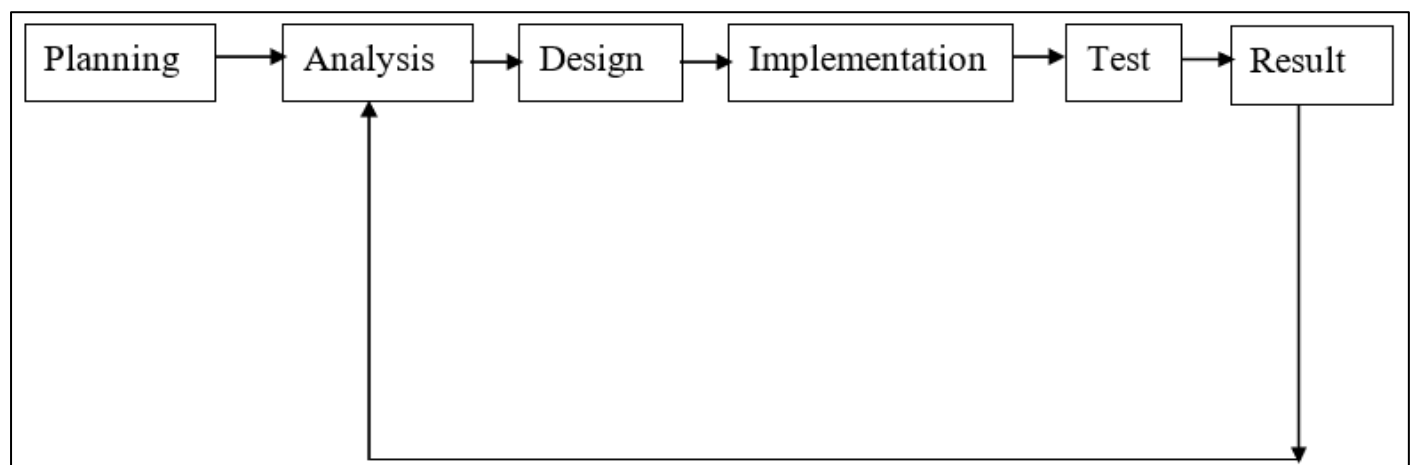 Planning
Analysis
Design
Implementation
Test
Result